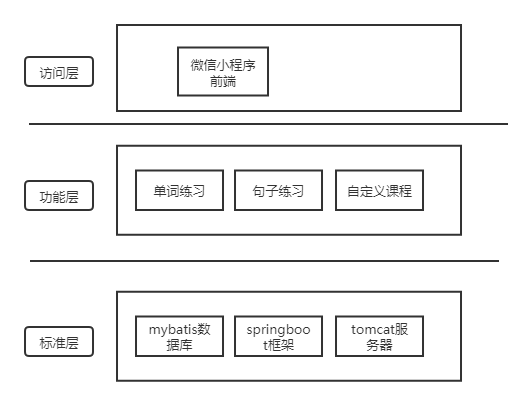 微信小程序
前端
访问层
单词练习
句子练习
自定义课程
功能层
mybatis数
据库
springboo
t框架
tomcat服
务器
标准层